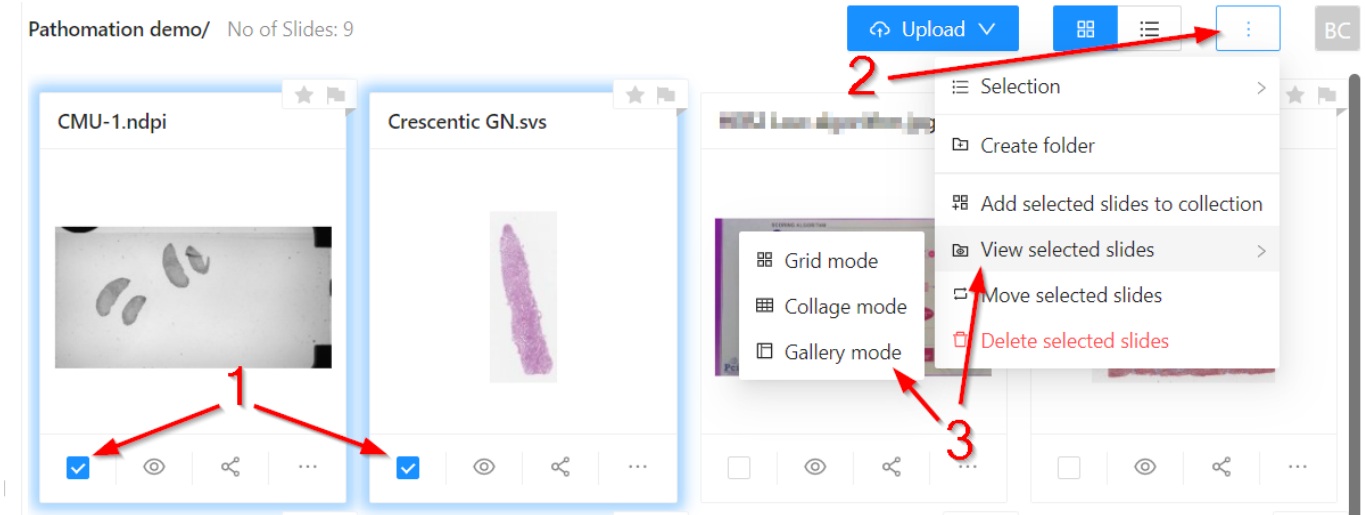 Pathomation demo/ No of Slides: 9
Upload
BC
2
Selection
CMU-1.ndpi
Crescentic GN.svs
Create folder
SCORING ALGORITHM
Add selected slides to collection
View selected slides
Grid mode
Move selected slides
Collage mode
Delete selected slides
Gallery mode
1
3